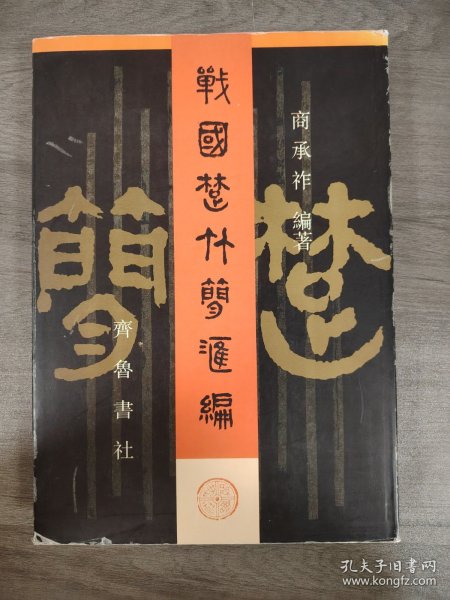 戰國楚竹簡滙編
商承祚 編著
楚
簡
齊魯書社
孔夫子旧书网
www.kongfz.com